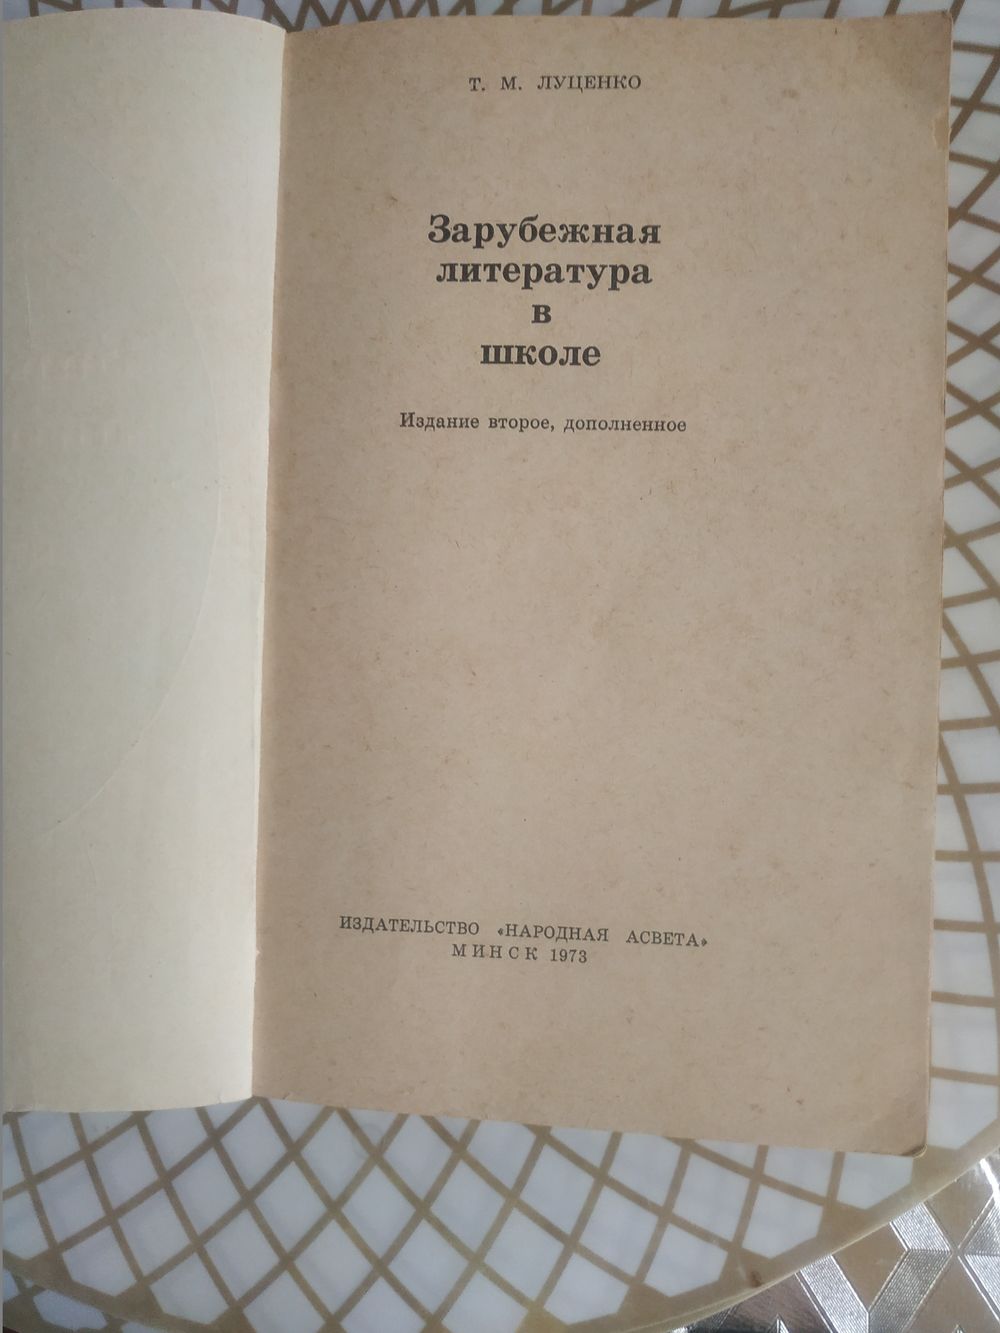 Т. М. ЛУЦЕНКО
Зарубежная
литература
в
школе
Издание второе, дополненное
ИЗДАТЕЛЬСТВО «НАРОДНАЯ АСВЕТА»
МИНСК 1973